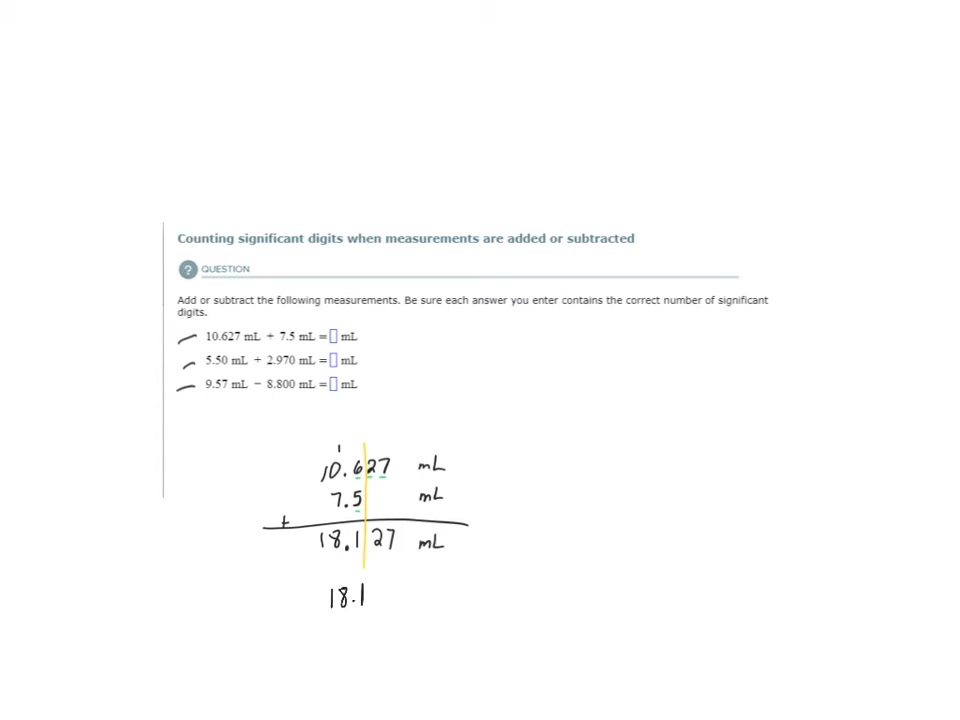 Counting significant digits when measurements are added or subtracted
? QUESTION
Add or subtract the following measurements. Be sure each answer you enter contains the correct number of significant
digits.
10.627 mL + 7.5 mL = mL
5.50 mL + 2.970 mL = mL
9.57 mL − 8.800 mL = mL
1
10.627 mL
7.5 mL
+
18.127 mL
18.1